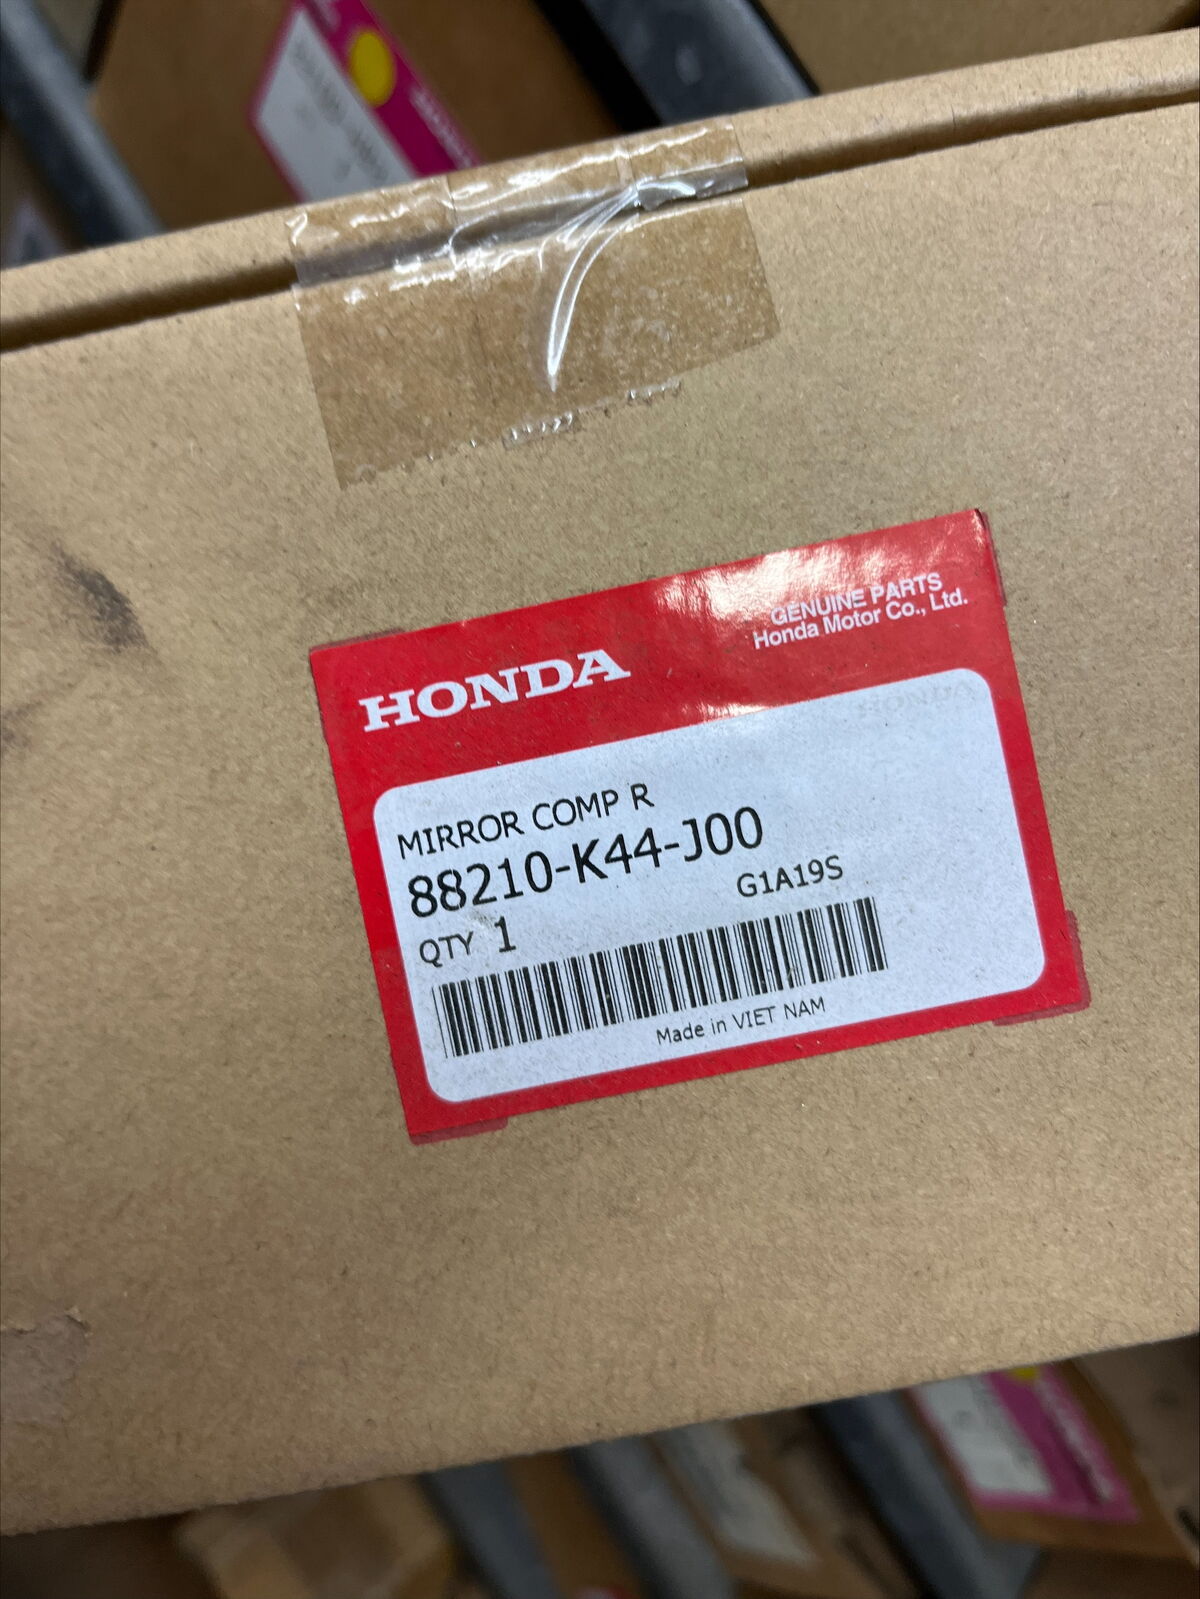 HONDA
GENUINE PARTS
Honda Motor Co., Ltd.
MIRROR COMP R
88210-K44-J00
G1A19S
QTY 1
Made in VIET NAM